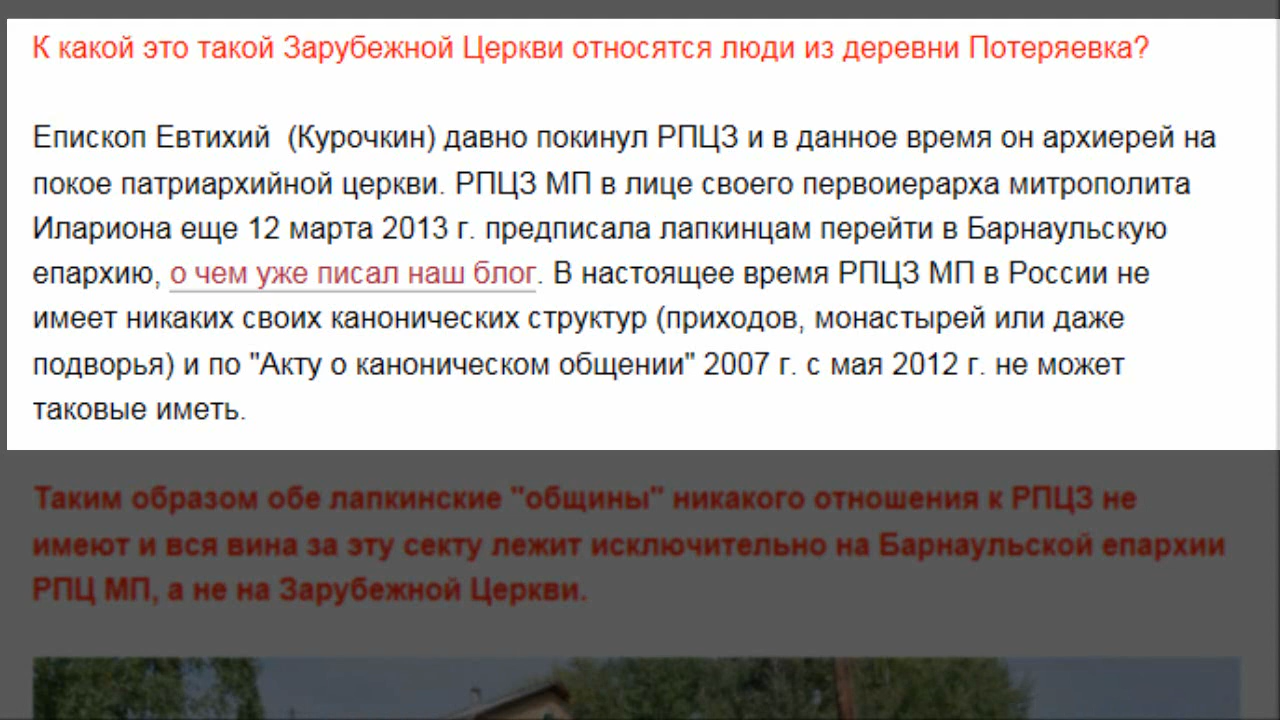 К какой это такой Зарубежной Церкви относятся люди из деревни Потеряевка?
Епископ Евтихий (Курочкин) давно покинул РПЦЗ и в данное время он архиерей на
покое патриархийной церкви. РПЦЗ МП в лице своего первоиерарха митрополита
Илариона еще 12 марта 2013 г. предписала лапкинцам перейти в Барнаульскую
епархию, о чем уже писал наш блог. В настоящее время РПЦЗ МП в России не
имеет никаких своих канонических структур (приходов, монастырей или даже
подворья) и по "Акту о каноническом общении" 2007 г. с мая 2012 г. не может
таковые иметь.
Таким образом обе лапкинские "общины" никакого отношения к РПЦЗ не
имеют и вся вина за эту секту лежит исключительно на Барнаульской епархии
РПЦ МП, а не на Зарубежной Церкви.